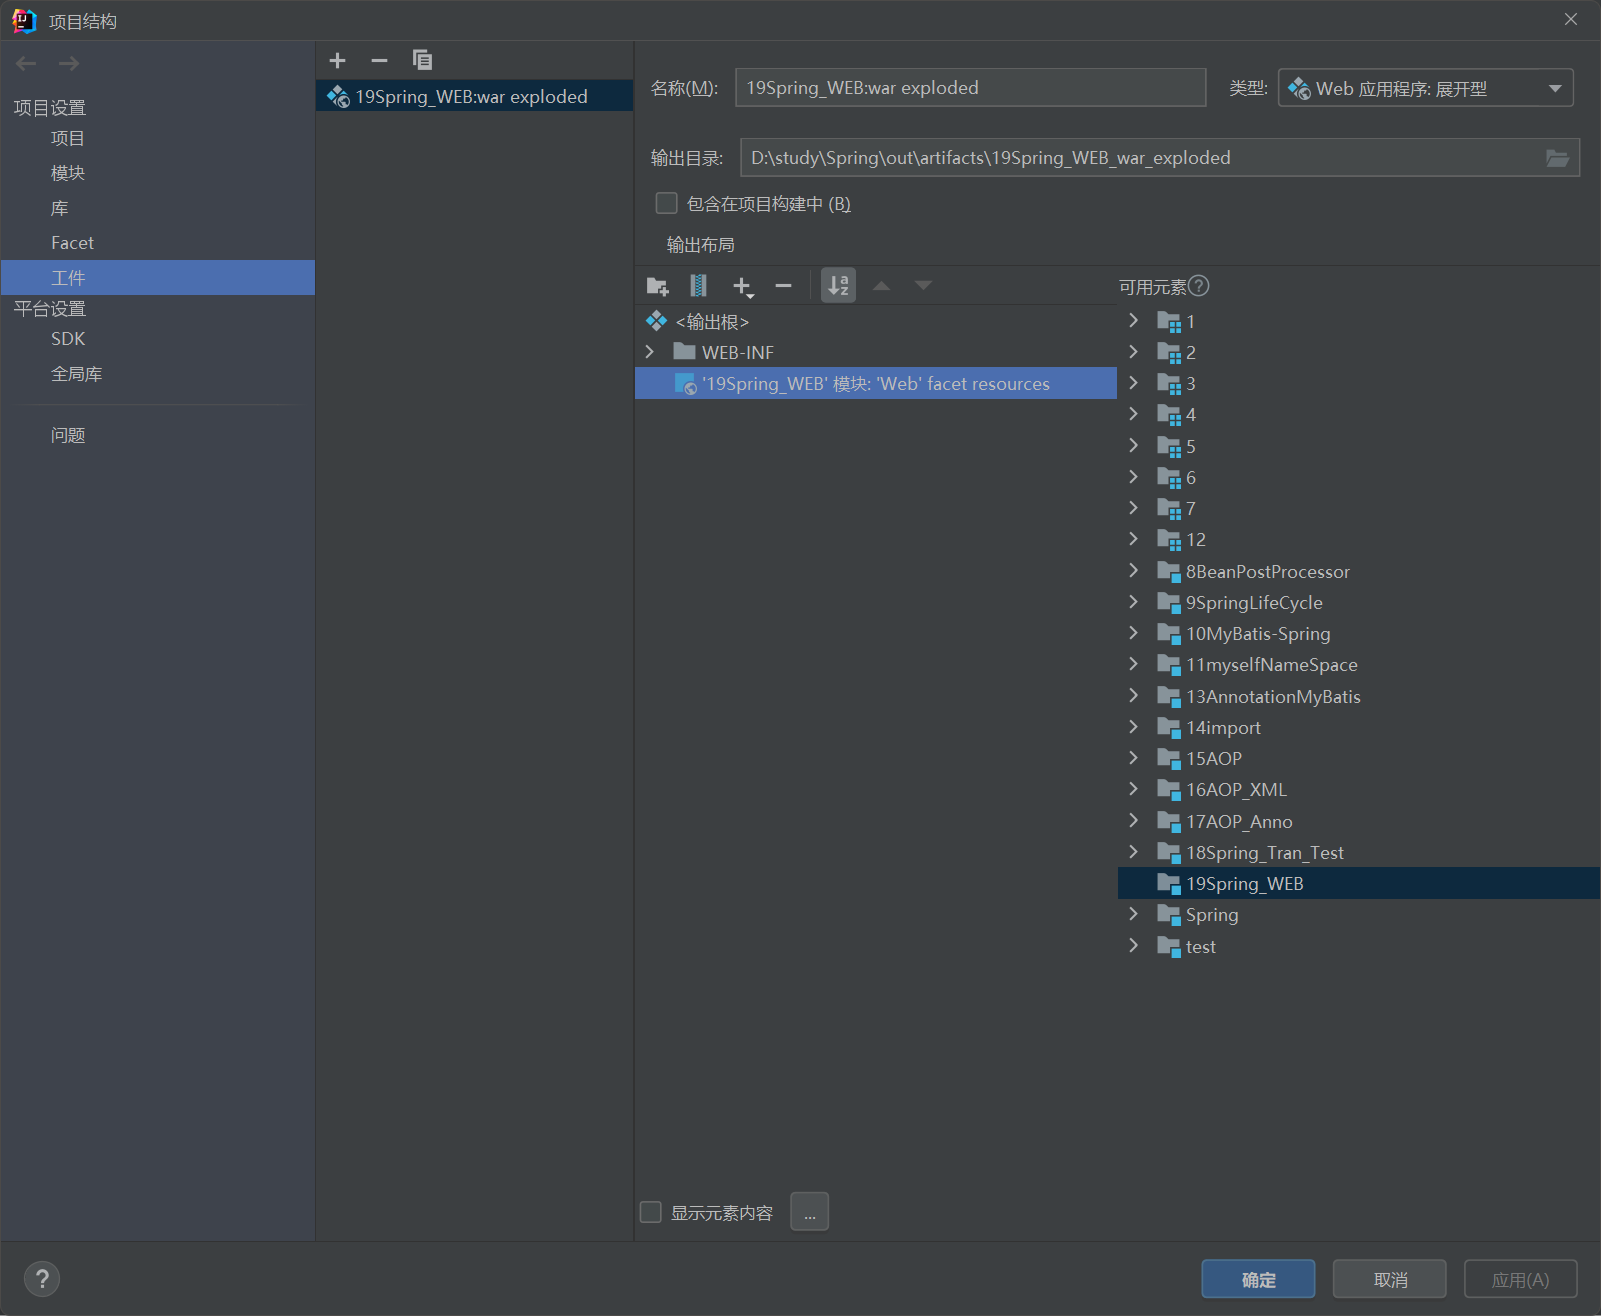 项目结构
项目设置
项目
模块
库
Facet
工件
平台设置
SDK
全局库
问题
19Spring_WEB:war exploded
名称(M):
19Spring_WEB:war exploded
类型:
Web 应用程序: 展开型
输出目录:
D:\study\Spring\out\artifacts\19Spring_WEB_war_exploded
包含在项目构建中 (B)
输出布局
<输出根>
WEB-INF
'19Spring_WEB' 模块: 'Web' facet resources
可用元素?
1
2
3
4
5
6
7
12
8BeanPostProcessor
9SpringLifeCycle
10MyBatis-Spring
11myselfNameSpace
13AnnotationMyBatis
14import
15AOP
16AOP_XML
17AOP_Anno
18Spring_Tran_Test
19Spring_WEB
Spring
test
显示元素内容
...
?
确定
取消
应用(A)